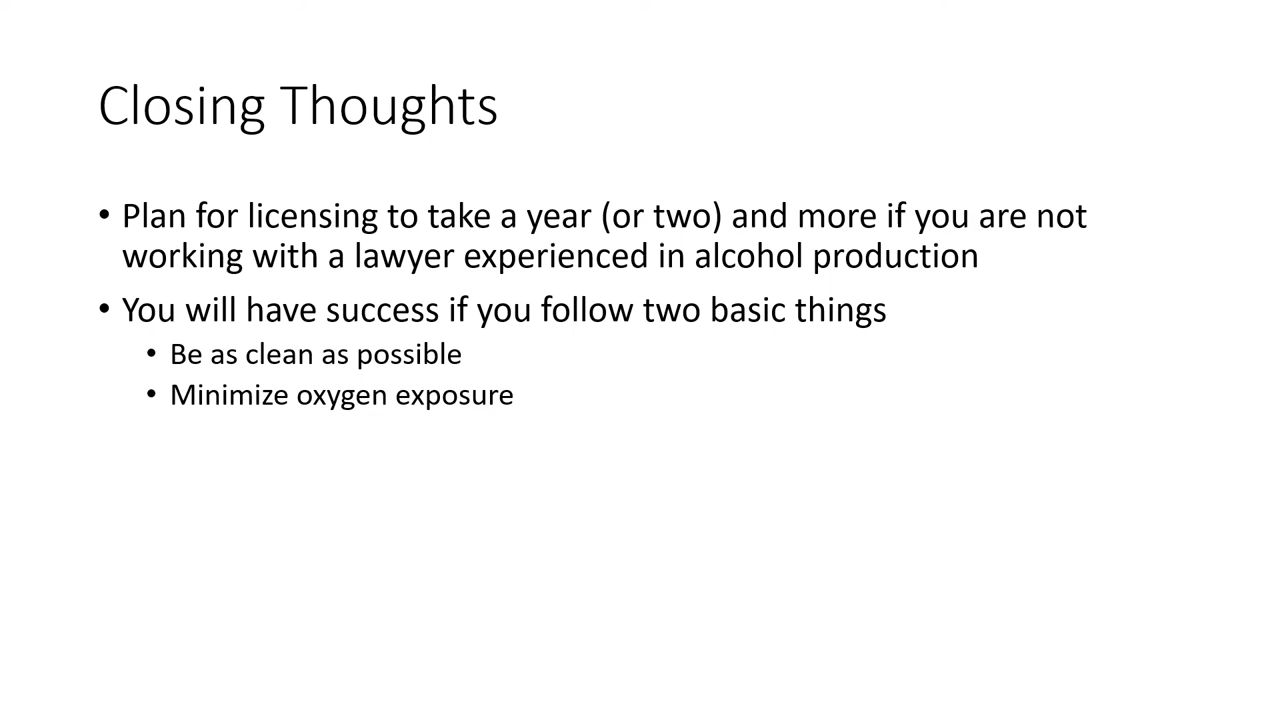 Closing Thoughts
• Plan for licensing to take a year (or two) and more if you are not
working with a lawyer experienced in alcohol production
• You will have success if you follow two basic things
• Be as clean as possible
• Minimize oxygen exposure